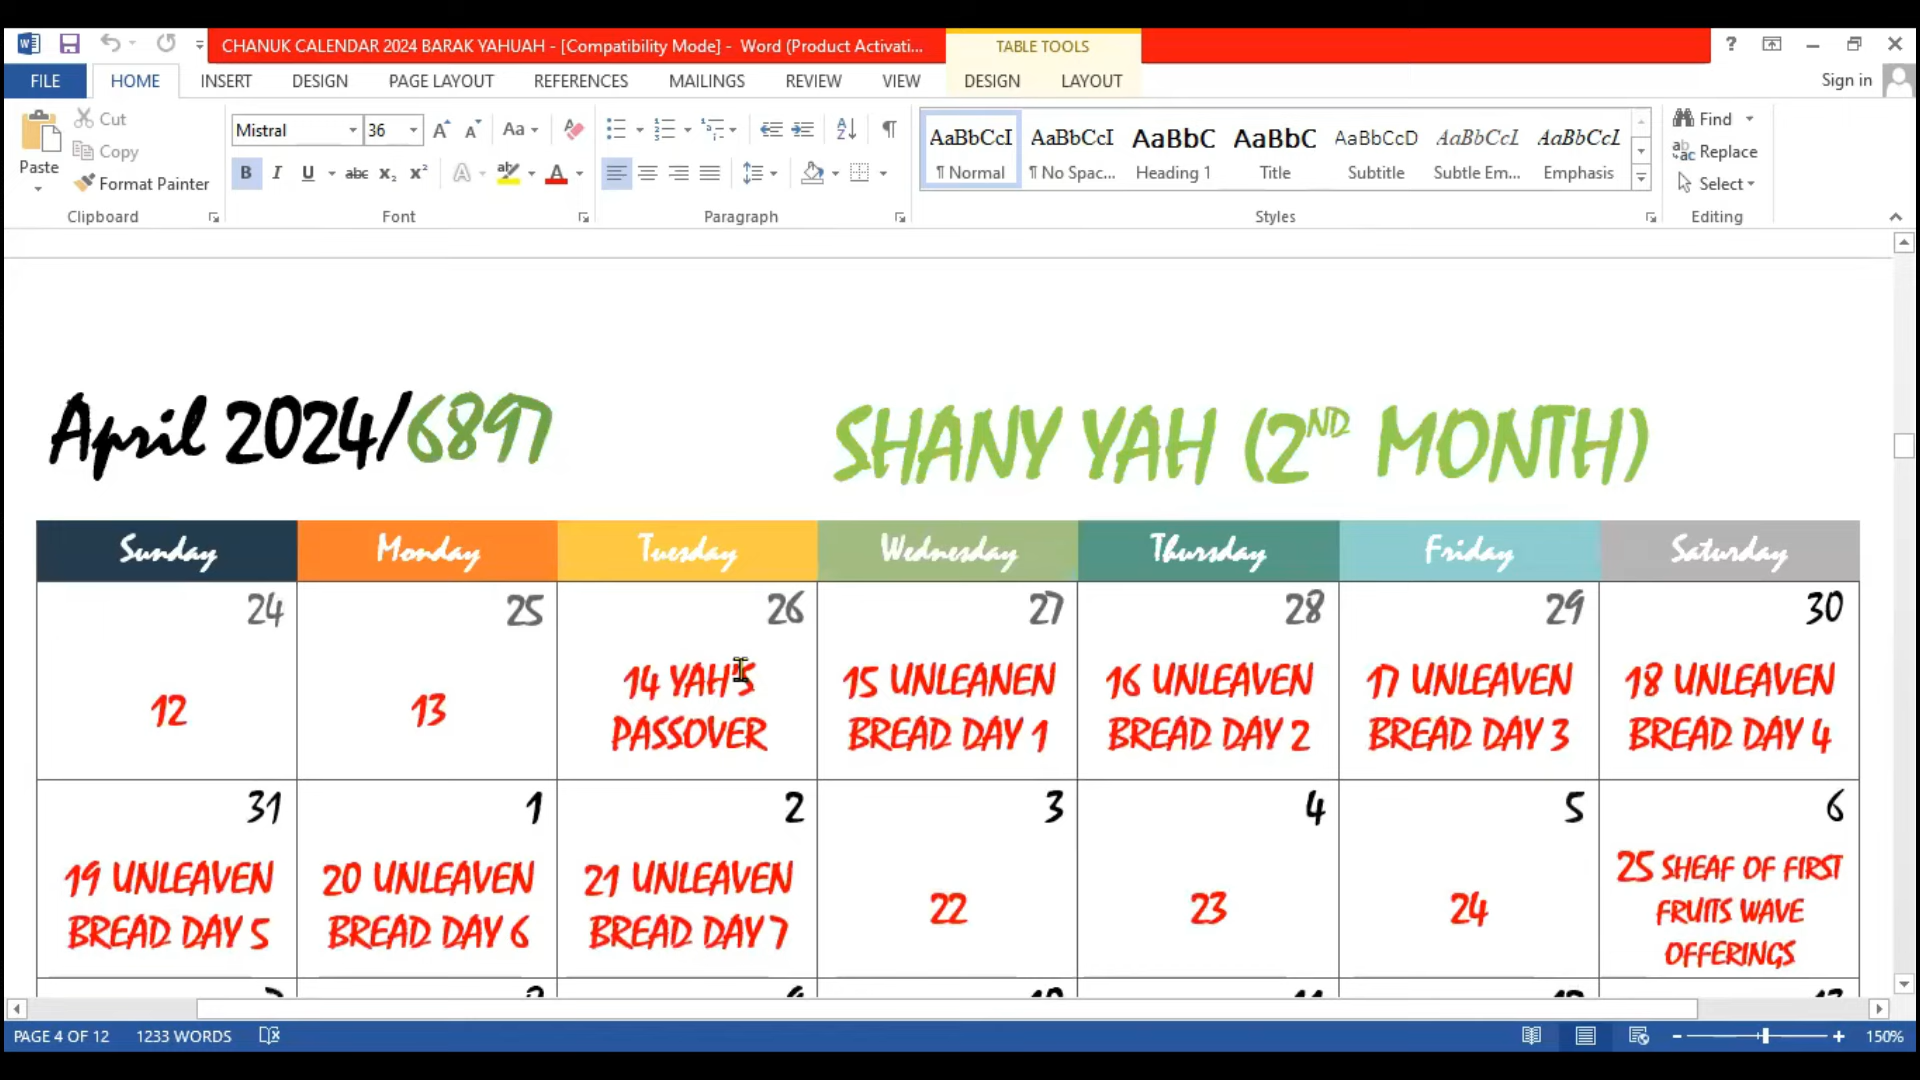 CHANUK CALENDAR 2024 BARAK YAHUAH - [Compatibility Mode] - Word (Product Activati...
TABLE TOOLS
?
FILE HOME INSERT DESIGN PAGE LAYOUT REFERENCES MAILINGS REVIEW VIEW DESIGN LAYOUT Sign in
Paste
Cut
Copy
Format Painter
Clipboard
Mistral 36
Font
Paragraph
AaBbCcI AaBbCcI AaBbC AaBbC AaBbCcD AaBbCcL AaBbCcL
¶ Normal ¶ No Spac... Heading 1 Title Subtitle Subtle Em... Emphasis
Styles
Find
Replace
Select
Editing
April 2024/6897 SHANY YAH (2ND MONTH)
Sunday Monday Tuesday Wednesday Thursday Friday Saturday
24 25 26 27 28 29 30
12 13
14 YAH'S
PASSOVER
15 UNLEANEN
BREAD DAY 1
16 UNLEAVEN
BREAD DAY 2
17 UNLEAVEN
BREAD DAY 3
18 UNLEAVEN
BREAD DAY 4
31 1 2 3 4 5 6
19 UNLEAVEN
BREAD DAY 5
20 UNLEAVEN
BREAD DAY 6
21 UNLEAVEN
BREAD DAY 7
22 23 24
25 SHEAF OF FIRST
FRUITS WAVE
OFFERINGS
PAGE 4 OF 12 1233 WORDS 150%